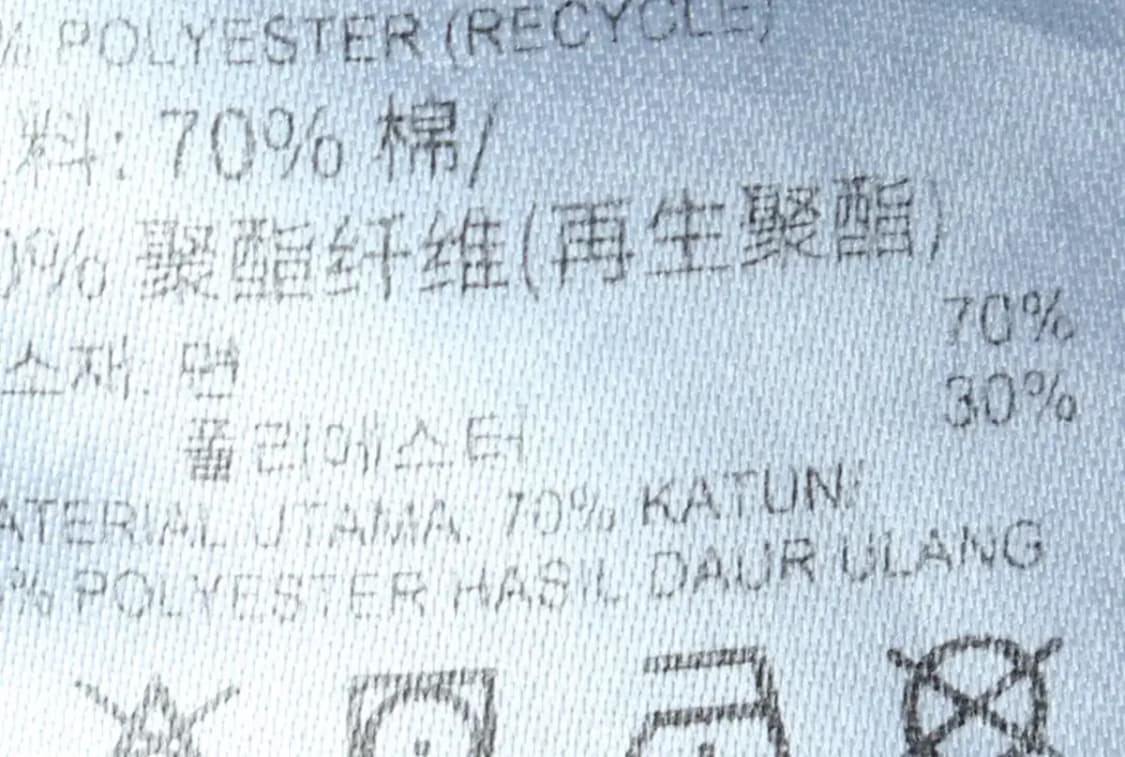 % POLYESTER (RECYCLE)
料: 70% 棉/
0% 聚酯纤维(再生聚酯)
소재: 면 70%
폴리에스터 30%
ATERIAL UTAMA: 70% KATUN/
% POLYESTER HASIL DAUR ULANG